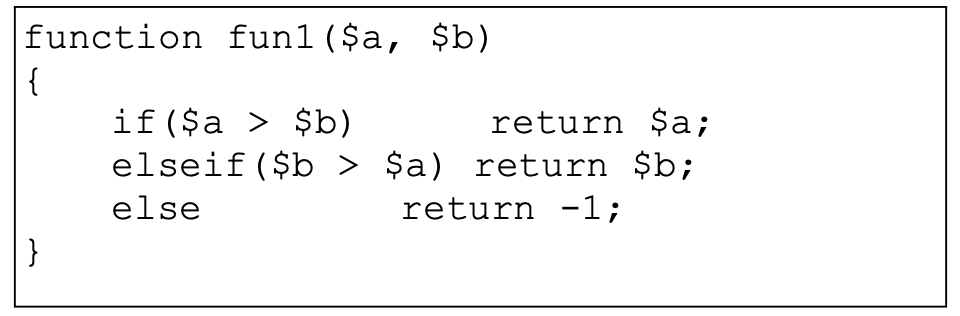 function fun1($a, $b)
{
    if($a > $b)      return $a;
    elseif($b > $a) return $b;
    else         return -1;
}